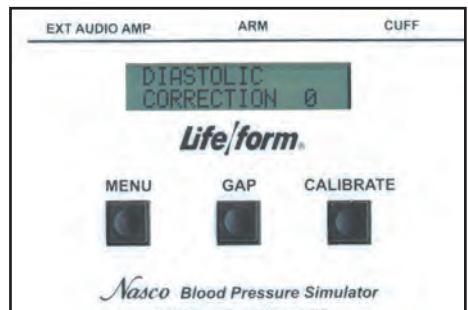 EXT AUDIO AMP ARM CUFF
DIASTOLIC
CORRECTION 0
Life/form®
MENU GAP CALIBRATE
Nasco Blood Pressure Simulator